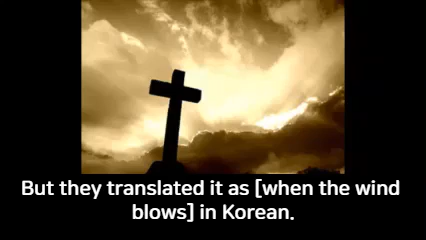 But they translated it as [when the wind
blows] in Korean.